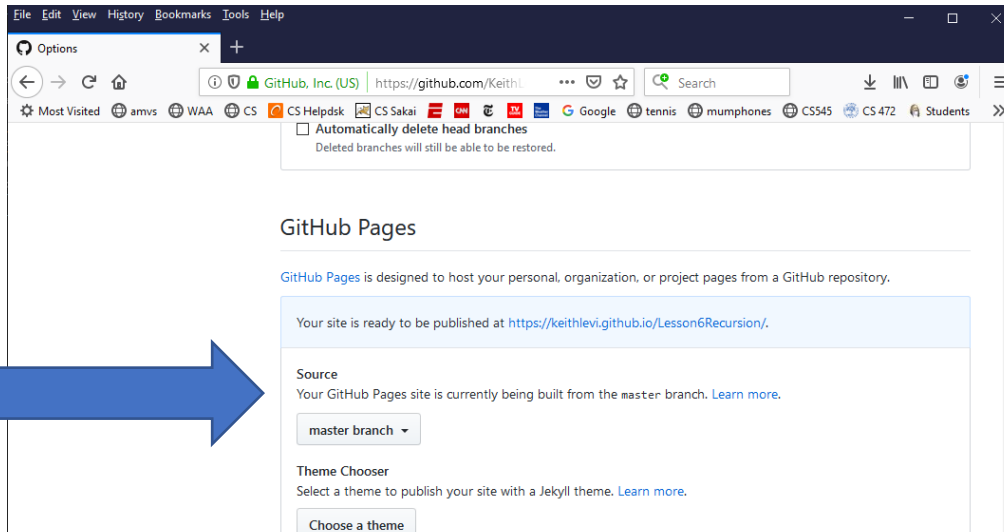 File Edit View History Bookmarks Tools Help
Options
GitHub, Inc. (US) https://github.com/Keith
Search
Most Visited amvs WAA CS CS Helpdsk CS Sakai CNN Google tennis mumphones CS545 CS 472 Students
Automatically delete head branches
Deleted branches will still be able to be restored.
GitHub Pages
GitHub Pages is designed to host your personal, organization, or project pages from a GitHub repository.
Your site is ready to be published at https://keithlevi.github.io/Lesson6Recursion/.
Source
Your GitHub Pages site is currently being built from the master branch. Learn more.
master branch
Theme Chooser
Select a theme to publish your site with a Jekyll theme. Learn more.
Choose a theme